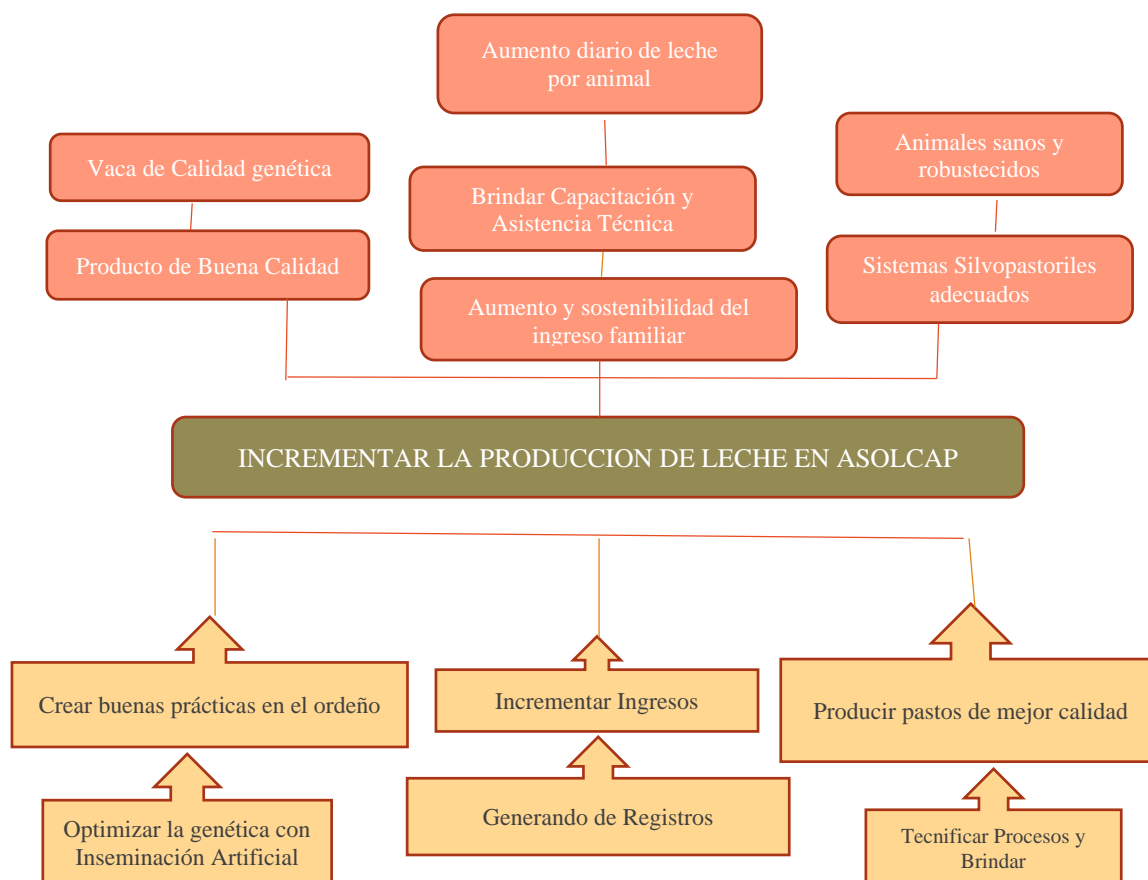 Aumento diario de leche
por animal
Vaca de Calidad genética
Animales sanos y
robustecidos
Brindar Capacitación y
Asistencia Técnica
Producto de Buena Calidad
Sistemas Silvopastoriles
adecuados
Aumento y sostenibilidad del
ingreso familiar
INCREMENTAR LA PRODUCCION DE LECHE EN ASOLCAP
Crear buenas prácticas en el ordeño
Incrementar Ingresos
Producir pastos de mejor calidad
Optimizar la genética con
Inseminación Artificial
Generando de Registros
Tecnificar Procesos y
Brindar